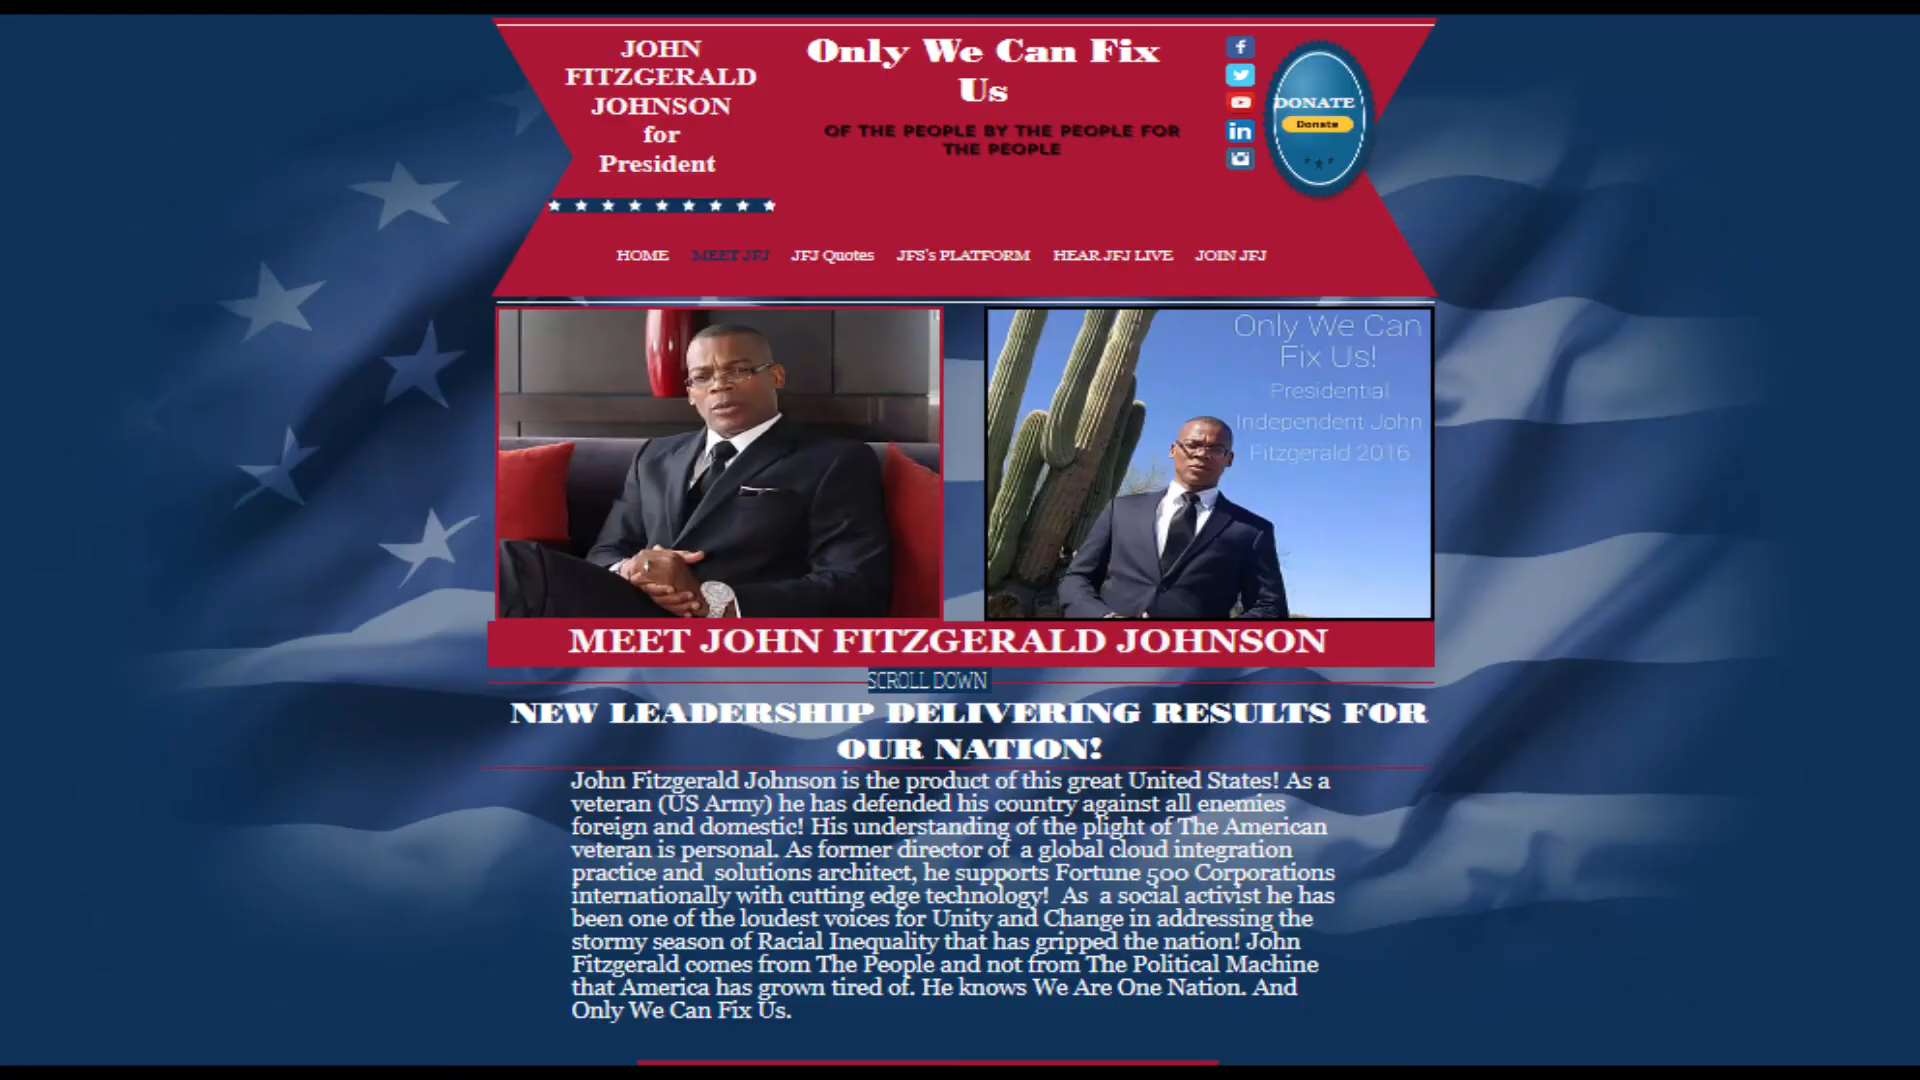 JOHN
FITZGERALD
JOHNSON
for
President
Only We Can Fix
Us
OF THE PEOPLE BY THE PEOPLE FOR
THE PEOPLE
DONATE
Donate
HOME MEET JFJ JFJ Quotes JFS's PLATFORM HEAR JFJ LIVE JOIN JFJ
Only We Can
Fix Us!
Presidential
Independent John
Fitzgerald 2016
MEET JOHN FITZGERALD JOHNSON
SCROLL DOWN
NEW LEADERSHIP DELIVERING RESULTS FOR
OUR NATION!
John Fitzgerald Johnson is the product of this great United States! As a
veteran (US Army) he has defended his country against all enemies
foreign and domestic! His understanding of the plight of The American
veteran is personal. As former director of a global cloud integration
practice and solutions architect, he supports Fortune 500 Corporations
internationally with cutting edge technology! As a social activist he has
been one of the loudest voices for Unity and Change in addressing the
stormy season of Racial Inequality that has gripped the nation! John
Fitzgerald comes from The People and not from The Political Machine
that America has grown tired of. He knows We Are One Nation. And
Only We Can Fix Us.